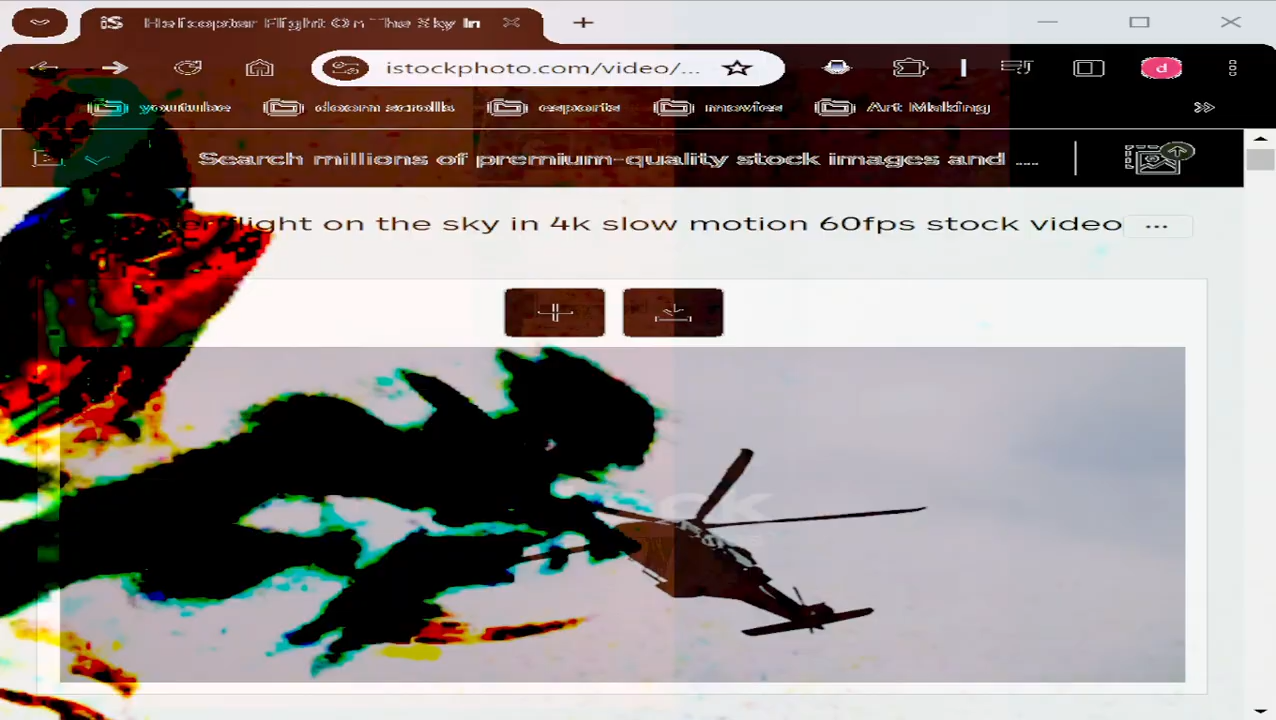 iS Helicopter Flight On The Sky In
istockphoto.com/video/...
d
youtube doom scrolls esports movies Art Making
Search millions of premium-quality stock images and ....
flight on the sky in 4k slow motion 60fps stock video